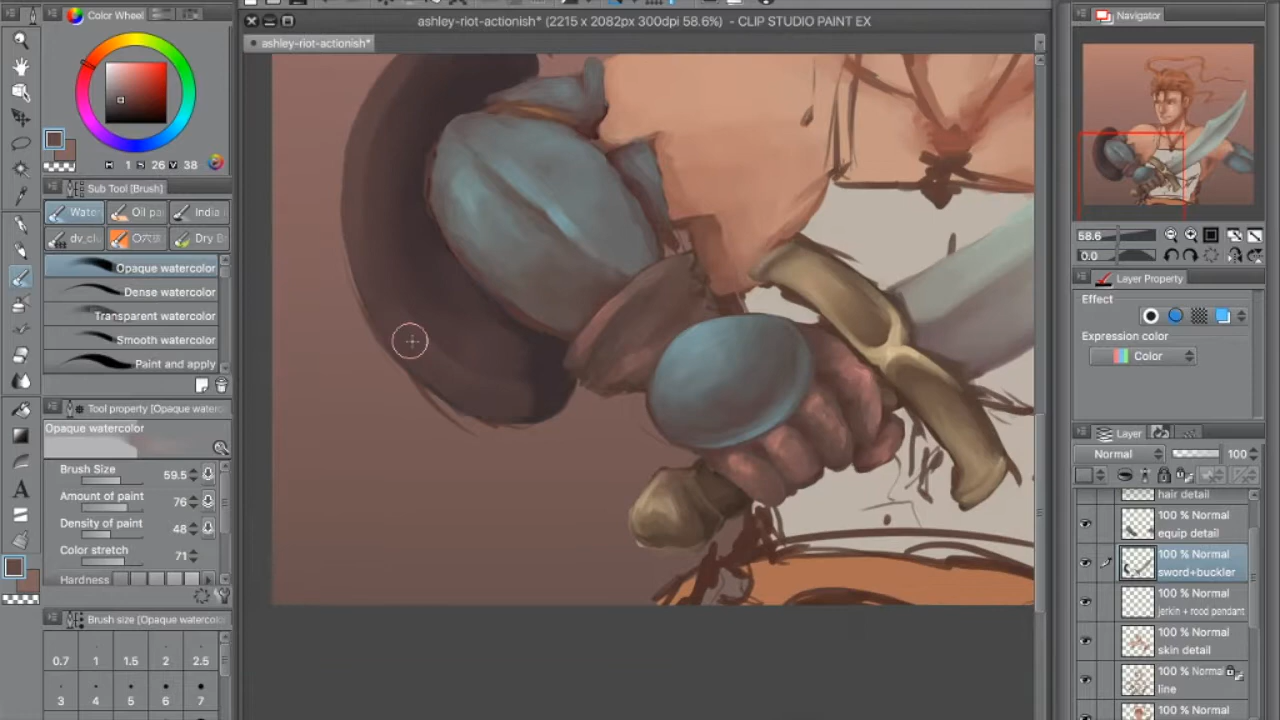 Color Wheel
ashley-riot-actionish* (2215 x 2082px 300dpi 58.6%) - CLIP STUDIO PAINT EX
Navigator
ashley-riot-actionish*
H 1 S 26 V 38
Sub Tool [Brush]
Water
Oil pa
India
dv_cl
Dry B
Opaque watercolor
Dense watercolor
Transparent watercolor
Smooth watercolor
Paint and apply
Tool property [Opaque waterc
Opaque watercolor
Brush Size 59.5
Amount of paint 76
Density of paint 48
Color stretch 71
Hardness
Brush size [Opaque watercolo
0.7 1 1.5 2 2.5
3 4 5 6 7
58.6
0.0
Layer Property
Effect
Expression color
Color
Layer
Normal 100
hair detail
100 % Normal
equip detail
100 % Normal
sword+buckler
100 % Normal
jerkin + rood pendant
100 % Normal
skin detail
100 % Normal
line
100 % Normal